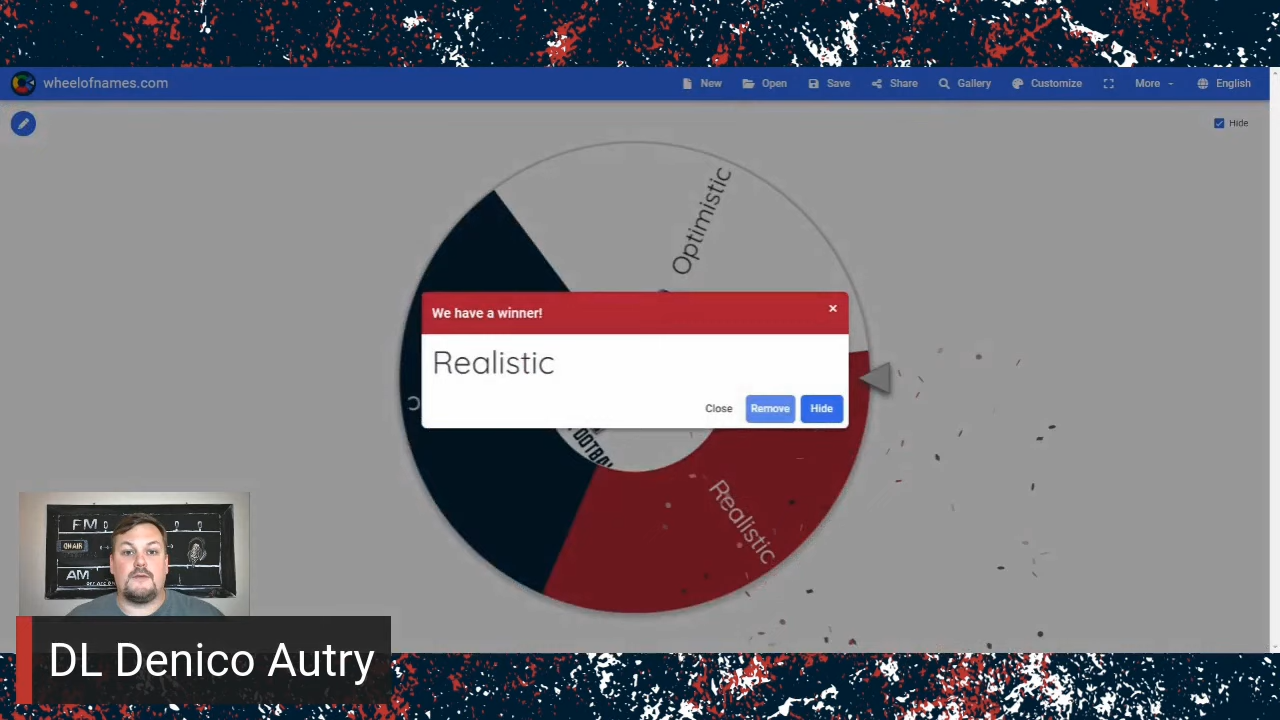 wheelofnames.com
New
Open
Save
Share
Gallery
Customize
More
English
Hide
Optimistic
We have a winner!
×
Realistic
Close
Remove
Hide
Realistic
FM
ON AIR
AM
DL Denico Autry